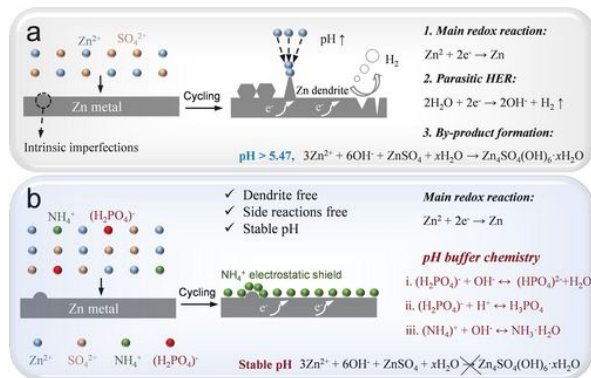 a
Zn²⁺ SO₄²⁺
Zn metal
Intrinsic imperfections
Cycling
pH ↑
H₂
Zn dendrite
e⁻ e⁻
1. Main redox reaction:
Zn² + 2e⁻ → Zn
2. Parasitic HER:
2H₂O + 2e⁻ → 2OH⁻ + H₂ ↑
3. By-product formation:
pH > 5.47, 3Zn²⁺ + 6OH⁻ + ZnSO₄ + xH₂O → Zn₄SO₄(OH)₆·xH₂O
b
NH₄⁺ (H₂PO₄)⁻
Zn metal
Cycling
✓ Dendrite free
✓ Side reactions free
✓ Stable pH
NH₄⁺ electrostatic shield
e⁻ e⁻
Main redox reaction:
Zn² + 2e⁻ → Zn
pH buffer chemistry
i. (H₂PO₄)⁻ + OH⁻ ↔ (HPO₄)²⁻+H₂O
ii. (H₂PO₄)⁻ + H⁺ ↔ H₃PO₄
iii. (NH₄)⁺ + OH⁻ ↔ NH₃·H₂O
Zn²⁺ SO₄²⁺ NH₄⁺ (H₂PO₄)⁻
Stable pH 3Zn²⁺ + 6OH⁻ + ZnSO₄ + xH₂O → Zn₄SO₄(OH)₆·xH₂O